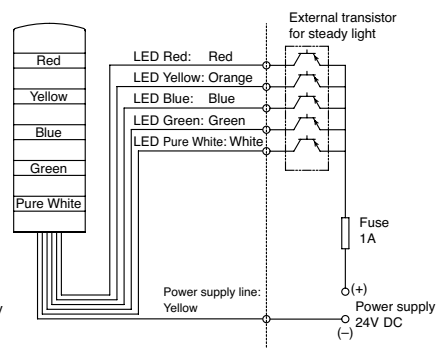 External transistor
for steady light
Red
Yellow
Blue
Green
Pure White
LED Red: Red
LED Yellow: Orange
LED Blue: Blue
LED Green: Green
LED Pure White: White
Fuse
1A
(+)
Power supply
24V DC
(−)
Power supply line:
Yellow
y